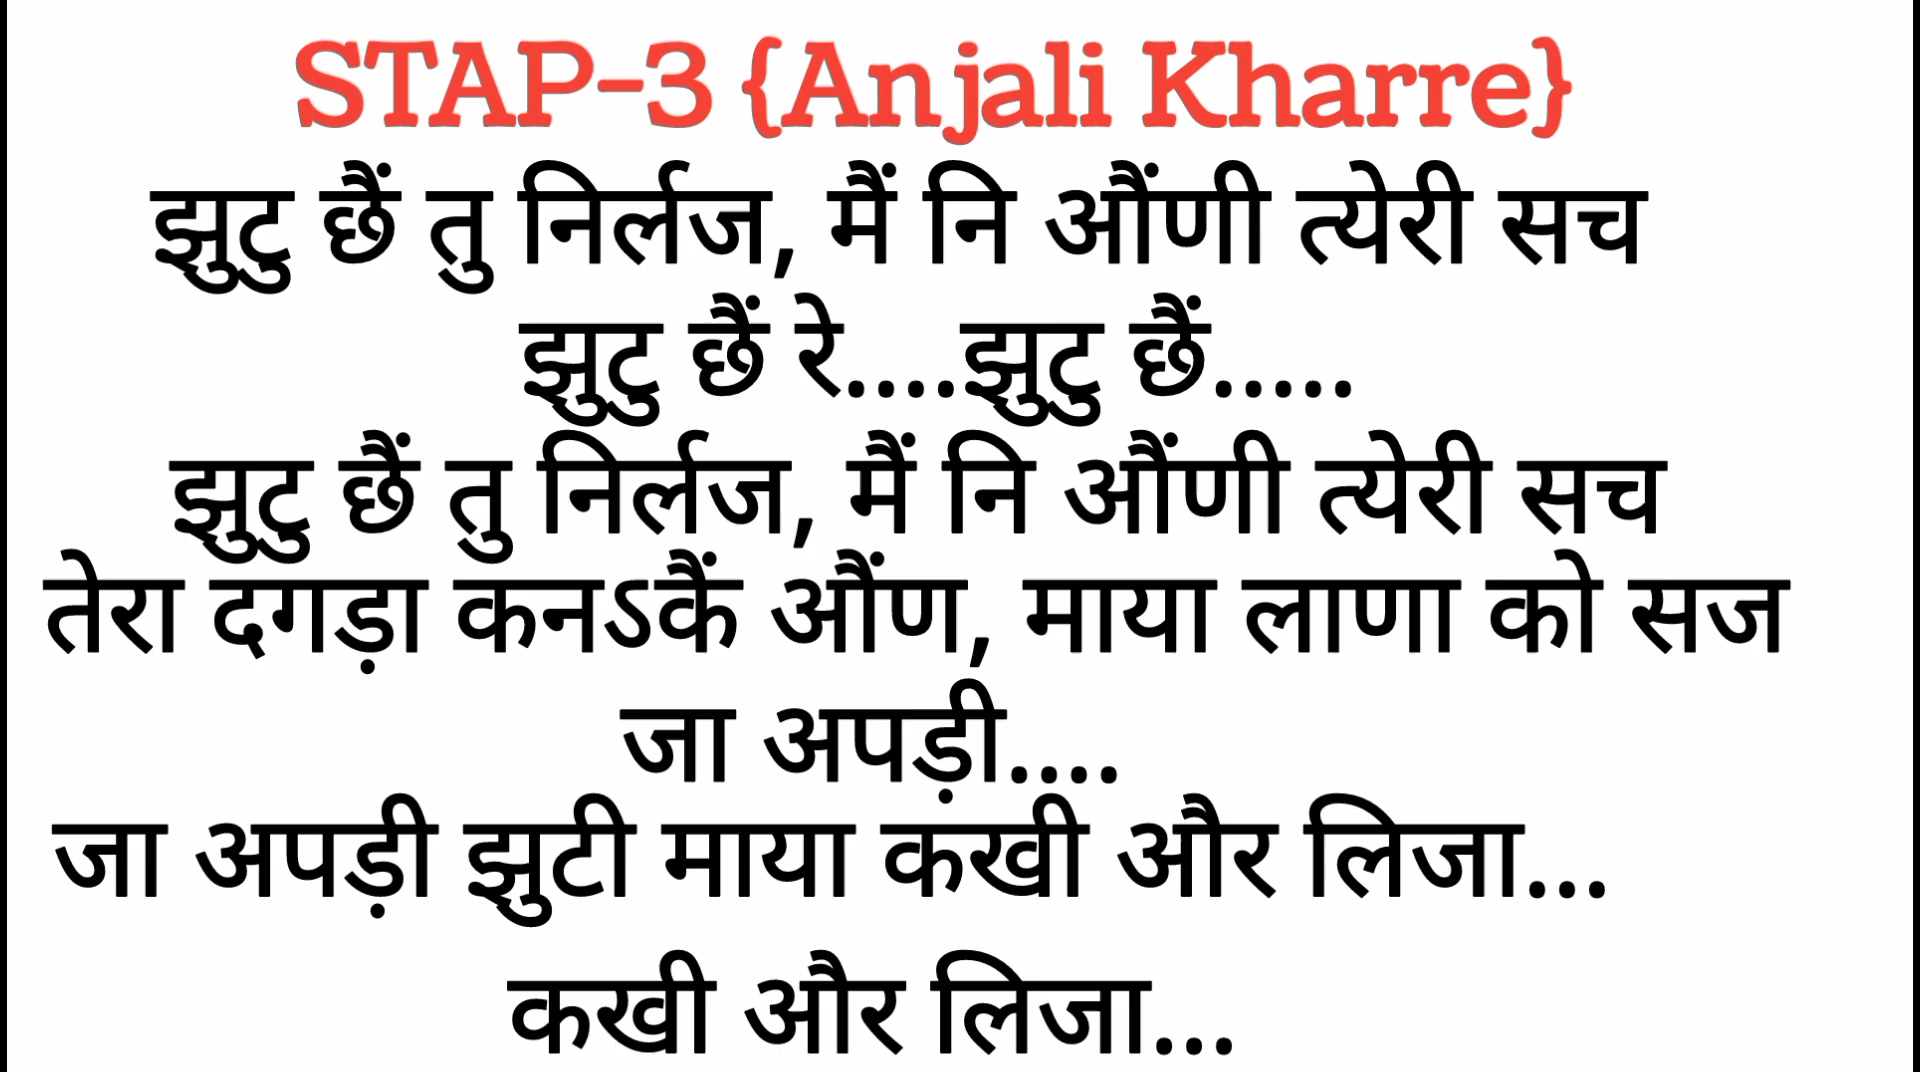 STAP-3 {Anjali Kharre}
झुटु छैं तु निर्लज, मैं नि औंणी त्येरी सच
झुटु छैं रे....झुटु छैं.....
झुटु छैं तु निर्लज, मैं नि औंणी त्येरी सच
तेरा दगड़ा कनऽकैं औंण, माया लाणा को सज
जा अपड़ी....
जा अपड़ी झुटी माया कखी और लिजा...
कखी और लिजा...